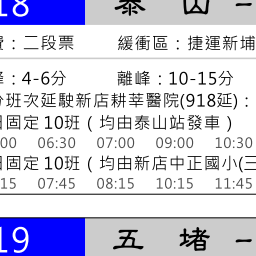 18 泰 山 -
費：二段票 緩衝區：捷運新埔
峰：4-6分 離峰：10-15分
分班次延駛新店耕莘醫院(918延)：
日固定 10班（均由泰山站發車）
00 06:30 07:00 09:00 10:30
日固定 10班（均由新店中正國小(三
15 07:45 08:15 10:15 11:45
19 五 堵 -